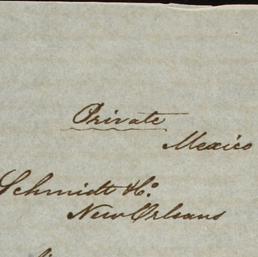 Private
Mexico
Schmidt & Co.
New Orleans